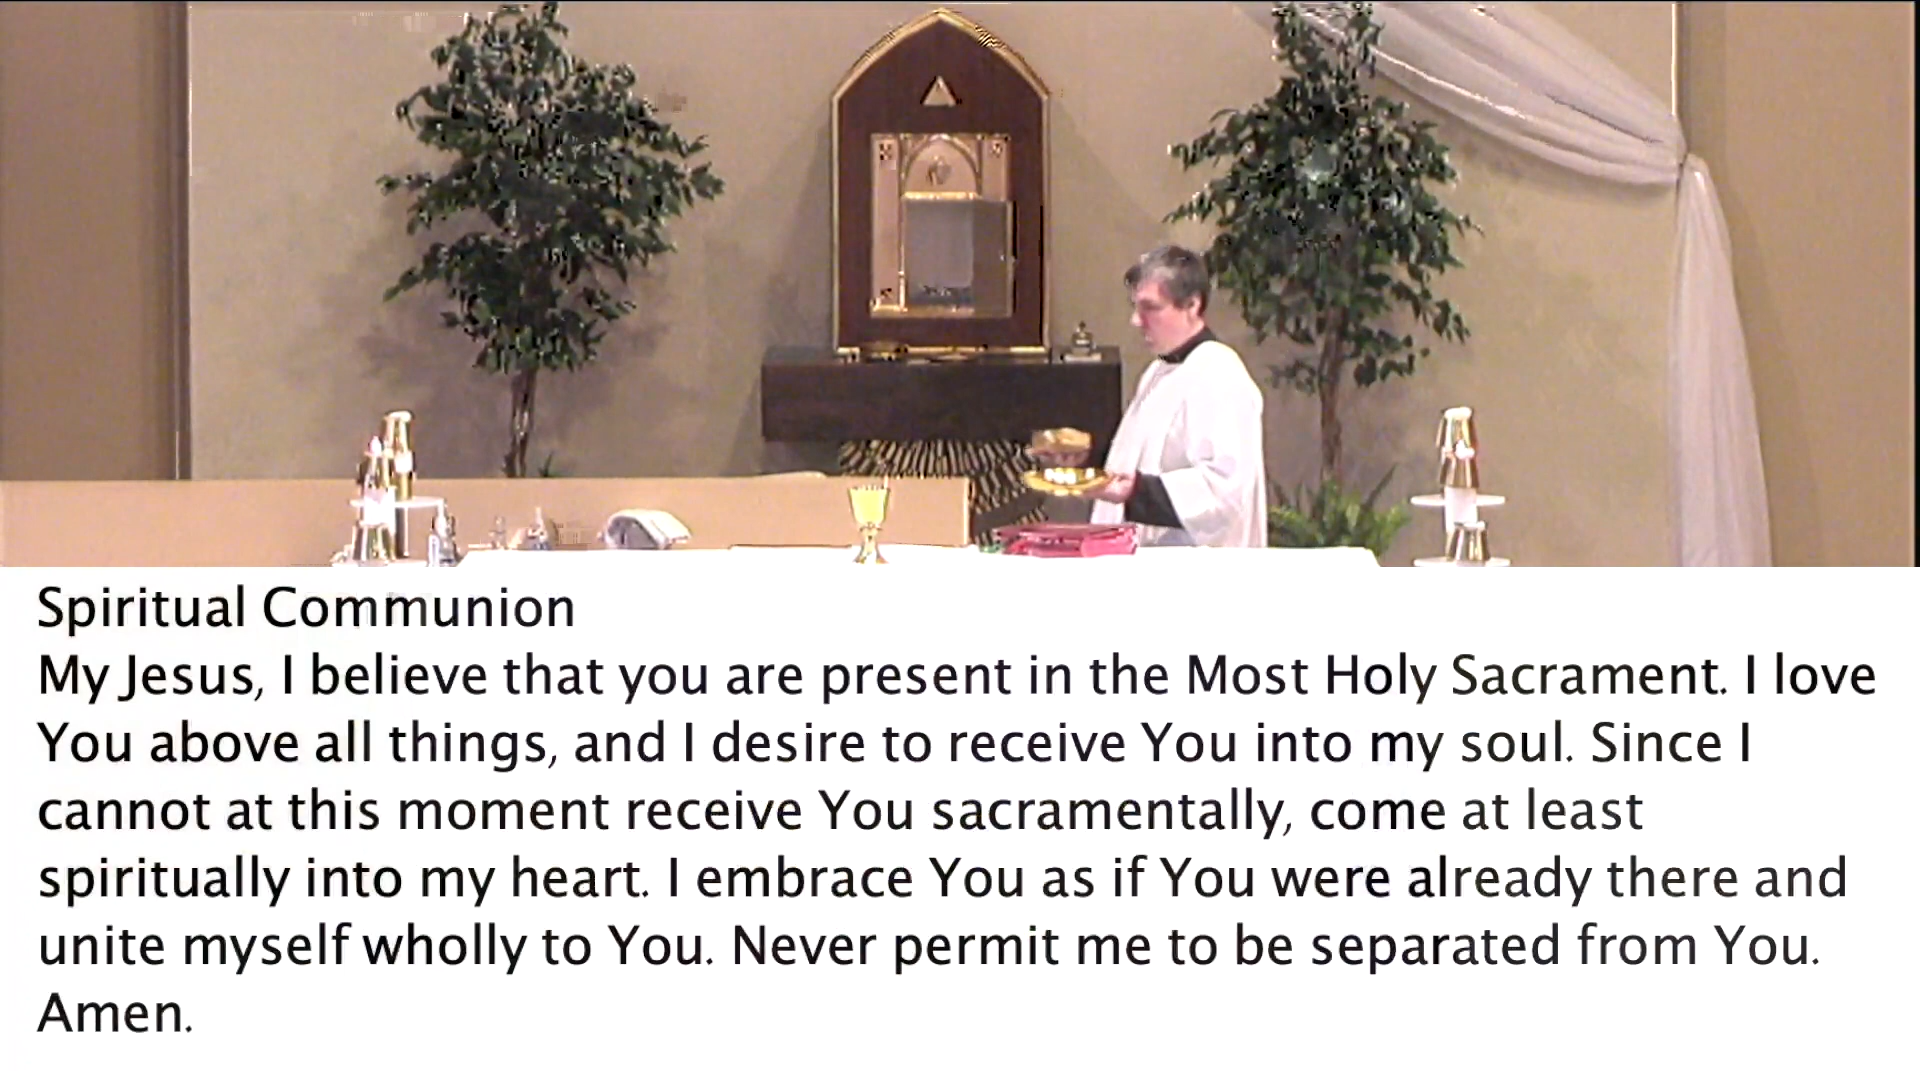 Spiritual Communion
My Jesus, I believe that you are present in the Most Holy Sacrament. I love
You above all things, and I desire to receive You into my soul. Since I
cannot at this moment receive You sacramentally, come at least
spiritually into my heart. I embrace You as if You were already there and
unite myself wholly to You. Never permit me to be separated from You.
Amen.